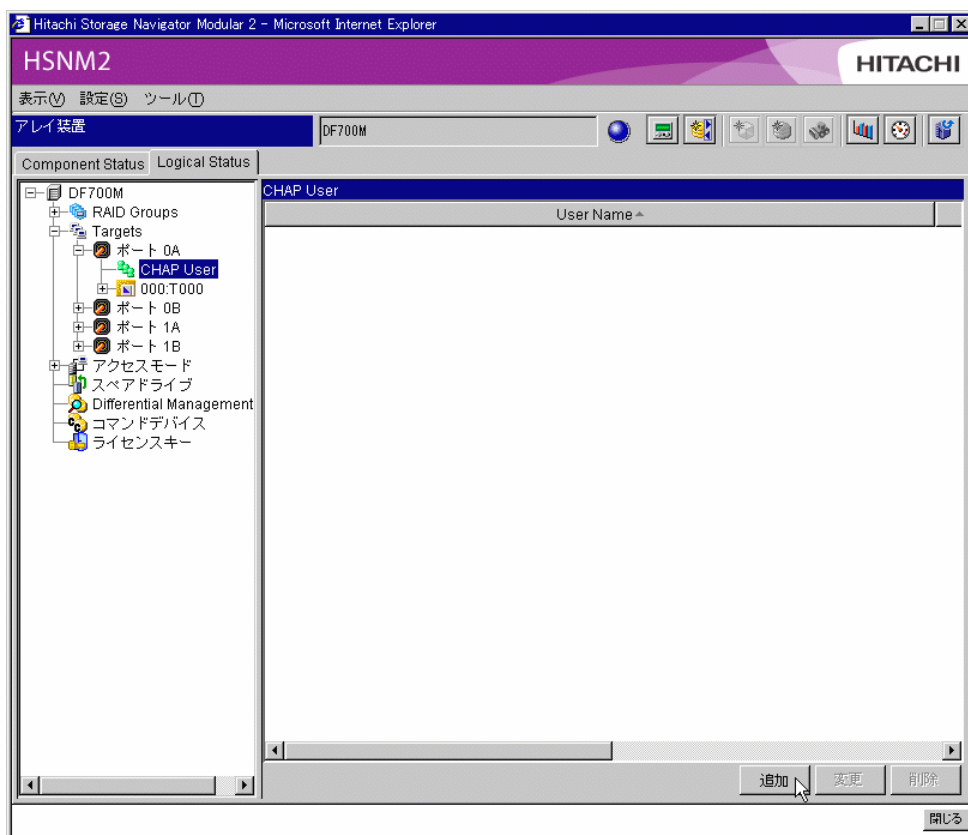 Hitachi Storage Navigator Modular 2 - Microsoft Internet Explorer
HSNM2
HITACHI
表示(V) 設定(S) ツール(T)
アレイ装置
DF700M
Component Status
Logical Status
DF700M
RAID Groups
Targets
ポート 0A
CHAP User
000:T000
ポート 0B
ポート 1A
ポート 1B
アクセスモード
スペアドライブ
Differential Management
コマンドデバイス
ライセンスキー
CHAP User
User Name
追加
変更
削除
閉じる